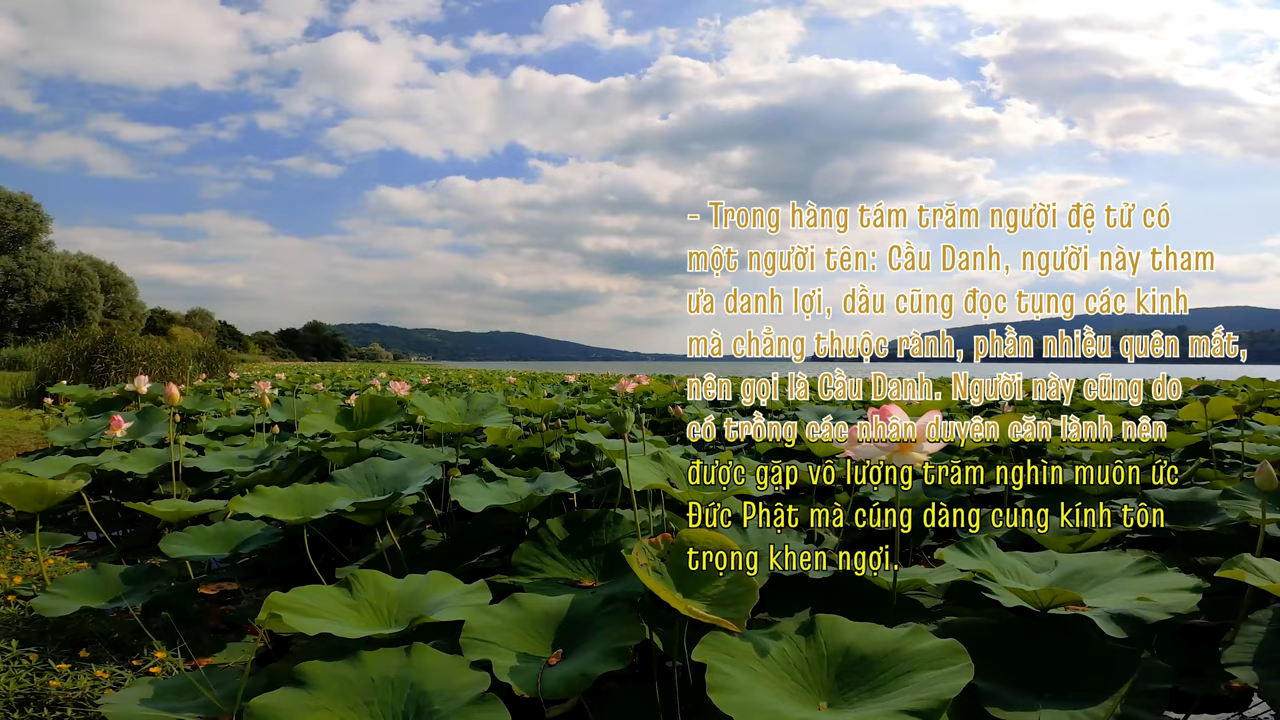 - Trong hàng tám trăm người đệ tử có
một người tên: Cầu Danh, người này tham
ưa danh lợi, dầu cũng đọc tụng các kinh
mà chẳng thuộc rành, phần nhiều quên mất,
nên gọi là Cầu Danh. Người này cũng do
có trồng các nhân duyên căn lành nên
được gặp vô lượng trăm nghìn muôn ức
Đức Phật mà cúng dàng cung kính tôn
trọng khen ngợi.